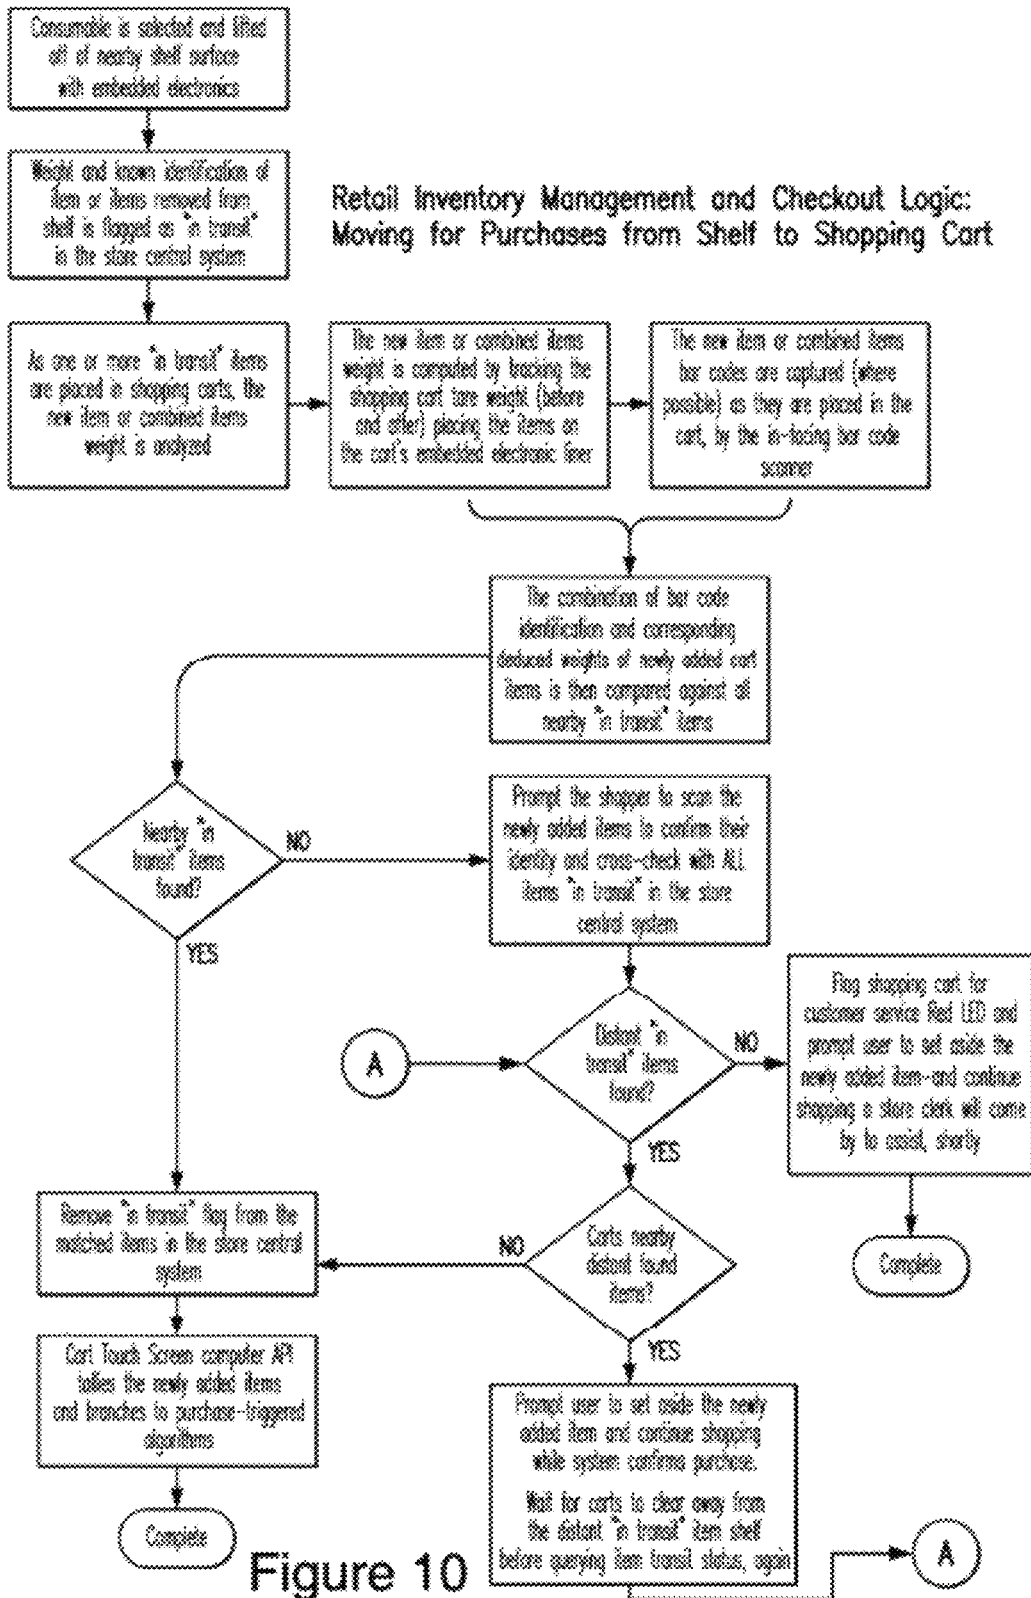 Consumable is selected and lifted
off of nearby shelf surface
with embedded electronics
Weight and known identification of
item or items removed from
shelf is flagged as "in transit"
in the store central system
Retail Inventory Management and Checkout Logic:
Moving for Purchases from Shelf to Shopping Cart
As one or more "in transit" items
are placed in shopping carts, the
new item or combined items
weight is analyzed
The new item or combined items
weight is computed by tracking the
shopping cart tare weight (before
and after) placing the items on
the cart's embedded electronic liner
The new item or combined items
bar codes are captured (where
possible) as they are placed in the
cart, by the in-facing bar code
scanner
The combination of bar code
identification and corresponding
deduced weights of newly added cart
items is then compared against all
nearby "in transit" items
Nearby "in
transit" items
found?
NO
YES
Prompt the shopper to scan the
newly added items to confirm their
identity and cross-check with ALL
items "in transit" in the store
central system
A
Distant "in
transit" items
found?
NO
YES
Flag shopping cart for
customer service Red LED and
prompt user to set aside the
newly added item-and continue
shopping a store clerk will come
by to assist, shortly
Complete
Carts nearby
distant found
items?
NO
YES
Remove "in transit" flag from the
matched items in the store central
system
Cart Touch Screen computer API
tallies the newly added items
and branches to purchase-triggered
algorithms
Complete
Prompt user to set aside the newly
added item and continue shopping
while system confirms purchase.
Wait for carts to clear away from
the distant "in transit" item shelf
before querying item transit status, again
A
Figure 10